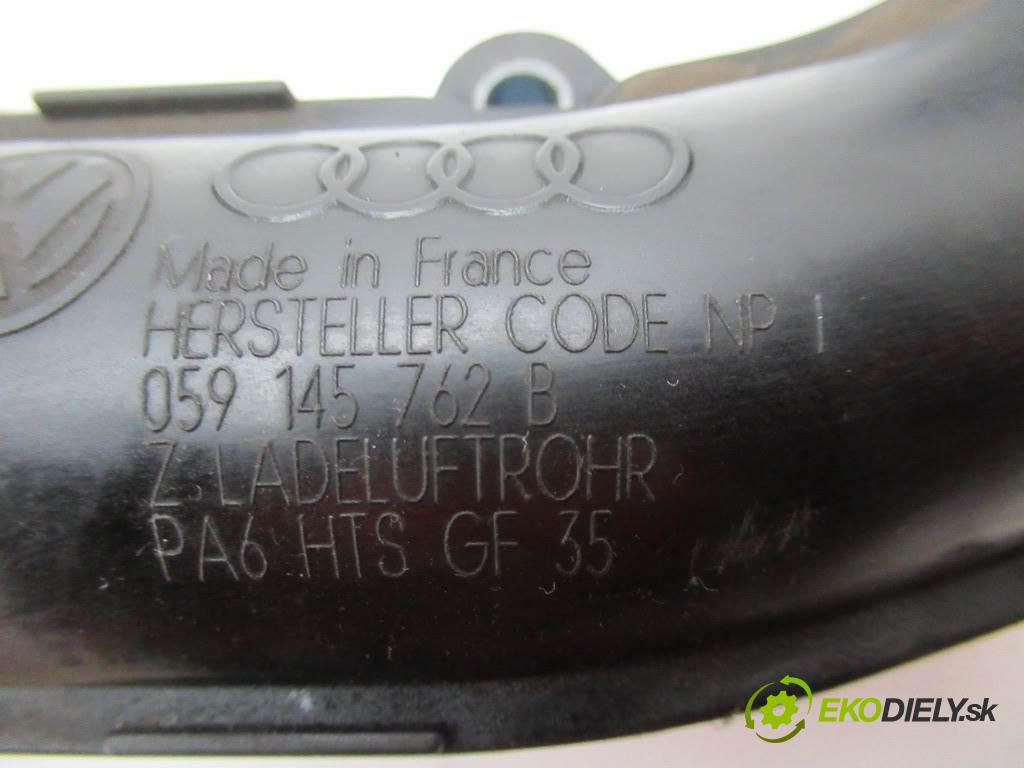 Made in France
HERSTELLER CODE NP I
059 145 762 B
Z.LADELUFTROHR
PA6 HTS GF 35
EKODIELY.sk